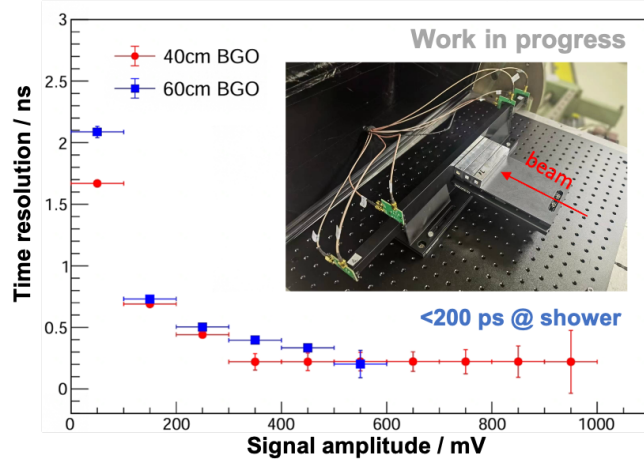 Work in progress
40cm BGO
60cm BGO
beam
<200 ps @ shower
Time resolution / ns
3
2.5
2
1.5
1
0.5
0
0
200
400
600
800
1000
Signal amplitude / mV